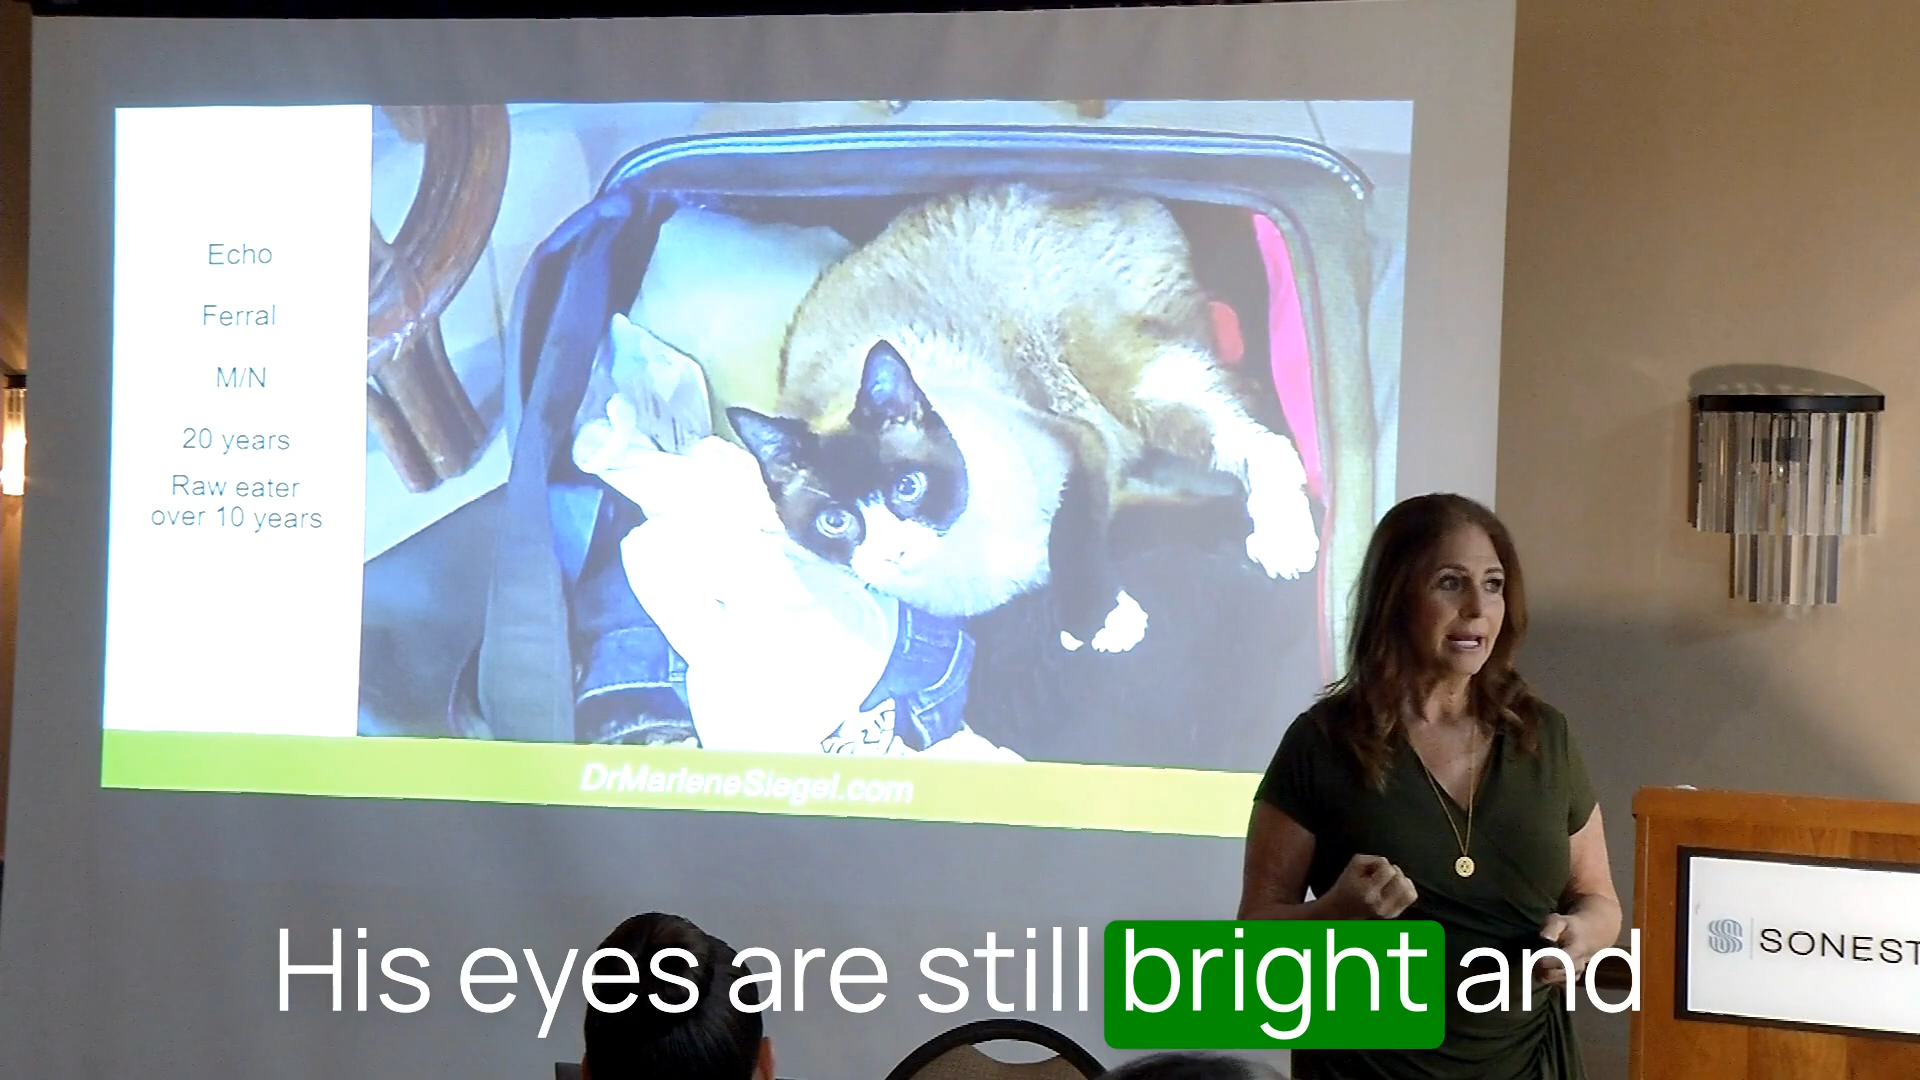 Echo
Ferral
M/N
20 years
Raw eater
over 10 years
DrMarleneSiegel.com
His eyes are still bright and
SONEST